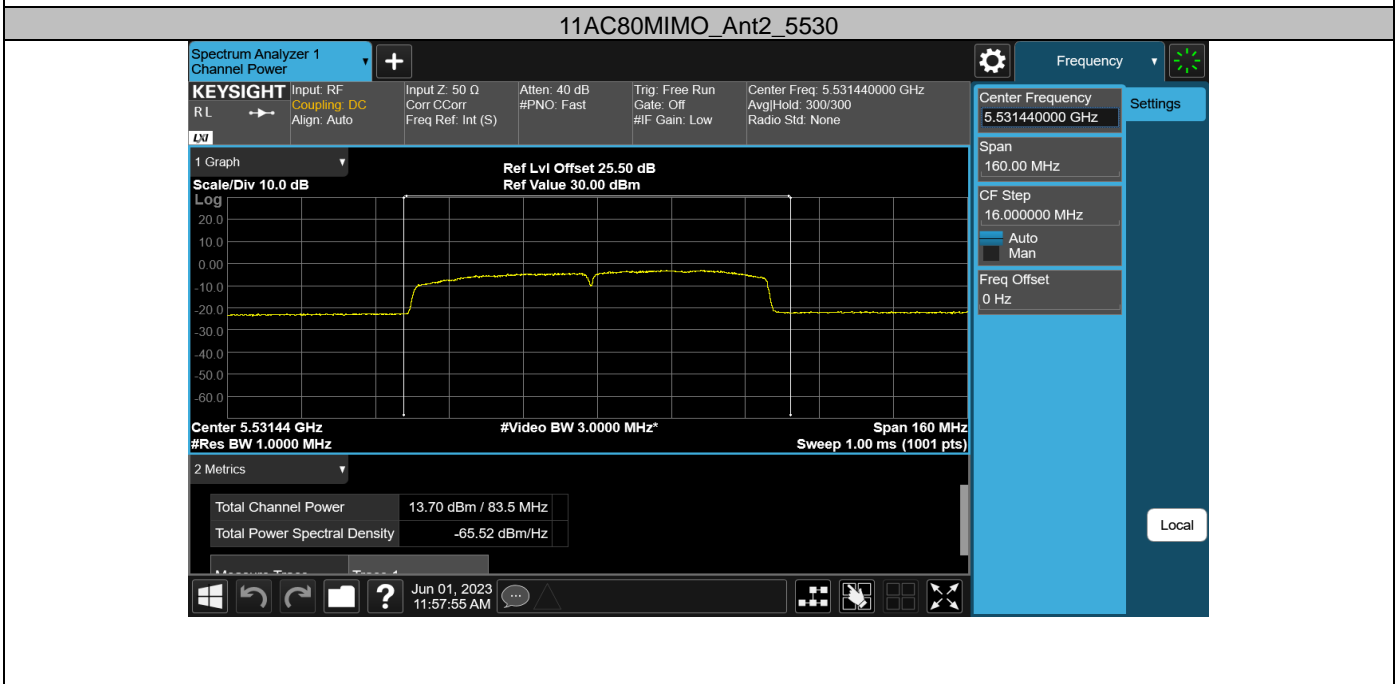 11AC80MIMO_Ant2_5530
Spectrum Analyzer 1
Channel Power
+
Frequency
KEYSIGHT
R L
LXI
Input: RF
Coupling: DC
Align: Auto
Input Z: 50 Ω
Corr CCorr
Freq Ref: Int (S)
Atten: 40 dB
#PNO: Fast
Trig: Free Run
Gate: Off
#IF Gain: Low
Center Freq: 5.531440000 GHz
Avg|Hold: 300/300
Radio Std: None
Center Frequency
5.531440000 GHz
Settings
Span
160.00 MHz
CF Step
16.000000 MHz
Auto
Man
Freq Offset
0 Hz
Local
1 Graph
Scale/Div 10.0 dB
Ref Lvl Offset 25.50 dB
Ref Value 30.00 dBm
Log
20.0
10.0
0.00
-10.0
-20.0
-30.0
-40.0
-50.0
-60.0
Center 5.53144 GHz
#Video BW 3.0000 MHz*
Span 160 MHz
#Res BW 1.0000 MHz
Sweep 1.00 ms (1001 pts)
2 Metrics
Total Channel Power 13.70 dBm / 83.5 MHz
Total Power Spectral Density -65.52 dBm/Hz
Measure Trace Trace 1
?
Jun 01, 2023
11:57:55 AM